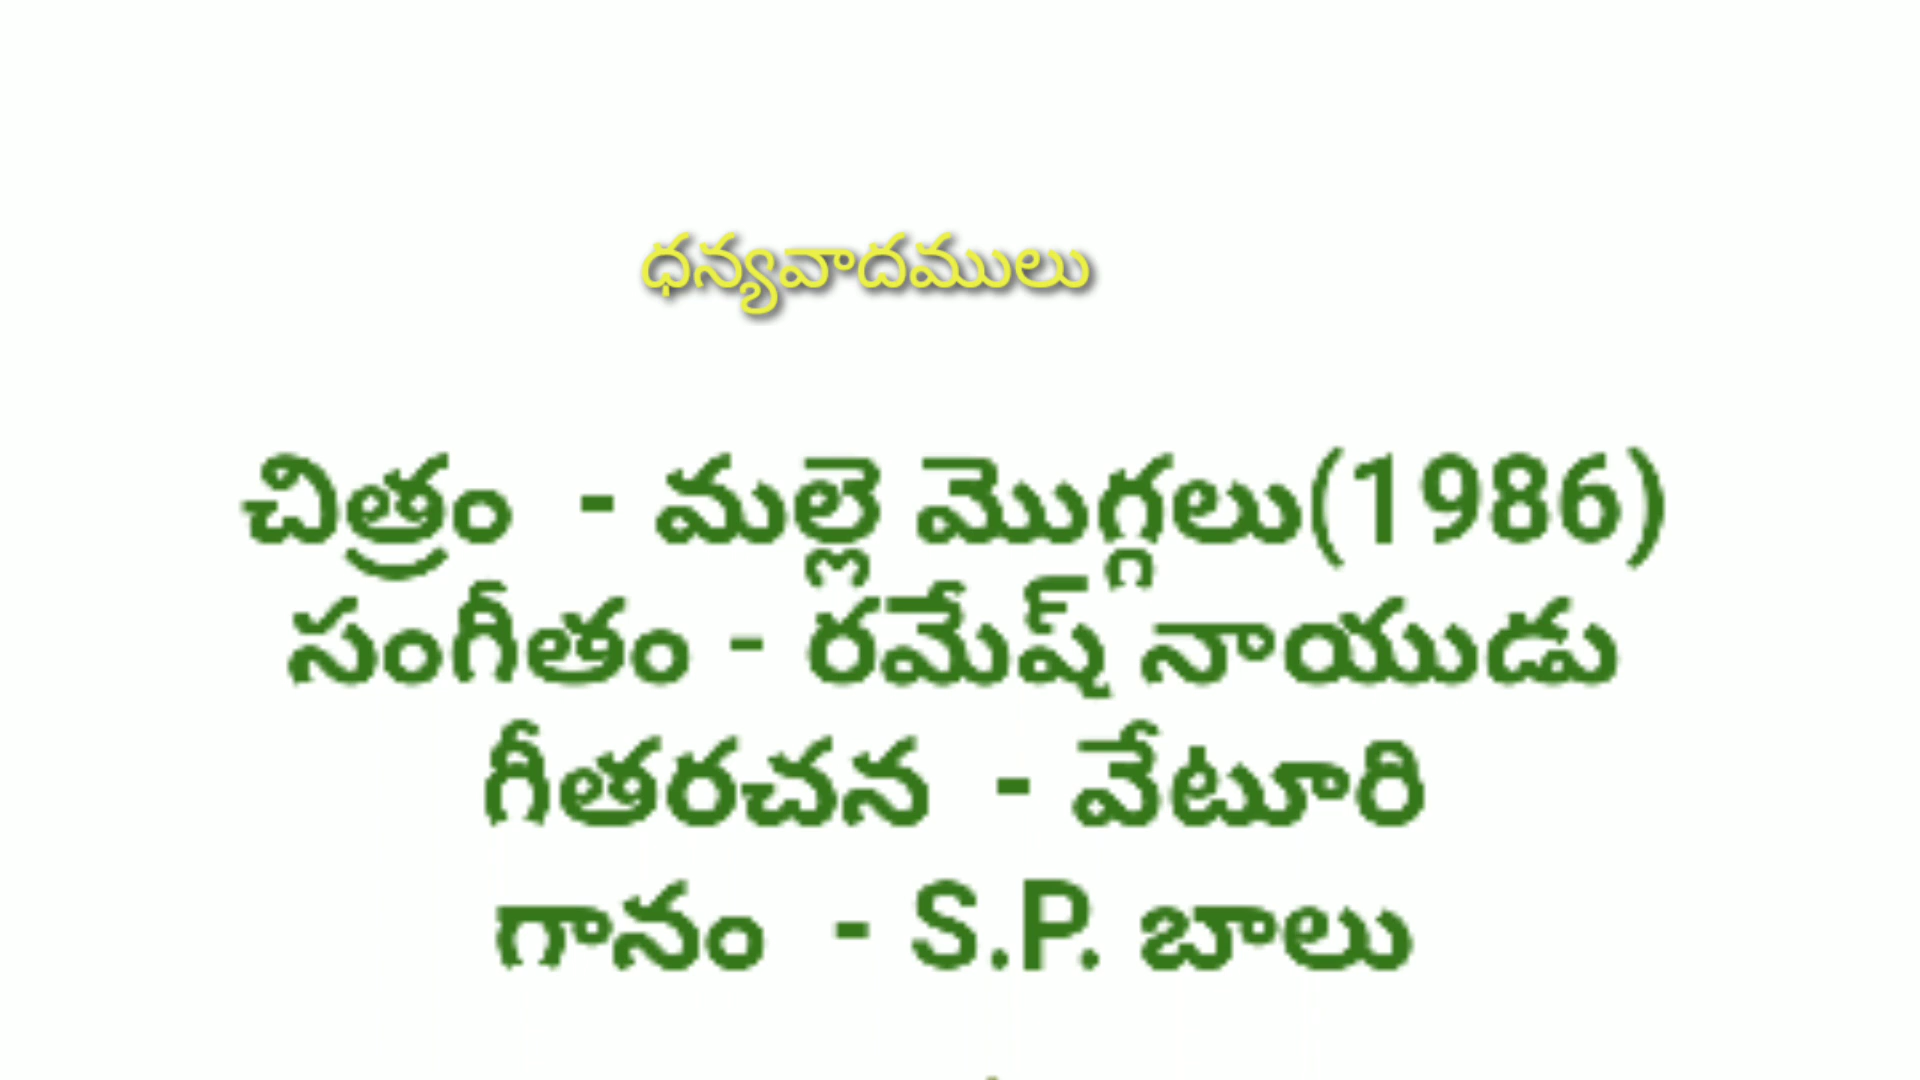 ధన్యవాదములు
చిత్రం - మల్లె మొగ్గలు(1986)
సంగీతం - రమేష్ నాయుడు
గీతరచన - వేటూరి
గానం - S.P. బాలు